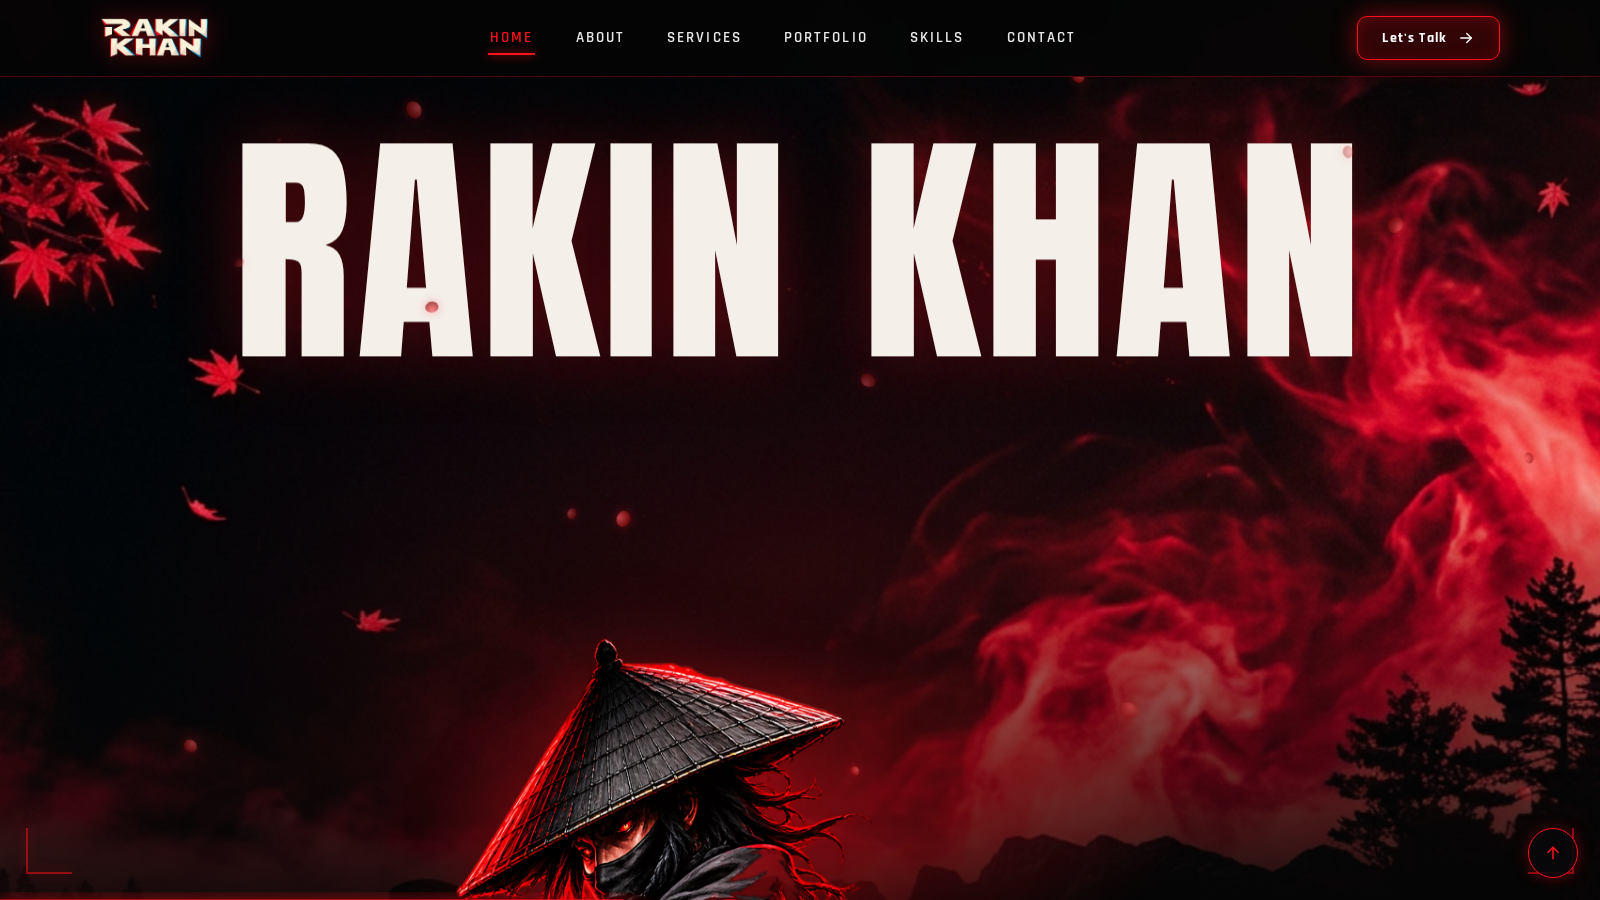 RAKIN
KHAN
HOME
ABOUT
SERVICES
PORTFOLIO
SKILLS
CONTACT
Let's Talk
RAKIN KHAN